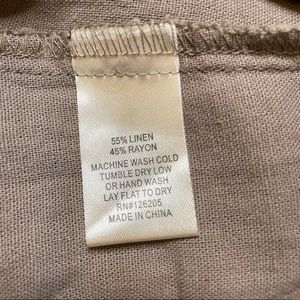 55% LINEN
45% RAYON
MACHINE WASH COLD
TUMBLE DRY LOW
OR HAND WASH
LAY FLAT TO DRY
RN#126205
MADE IN CHINA